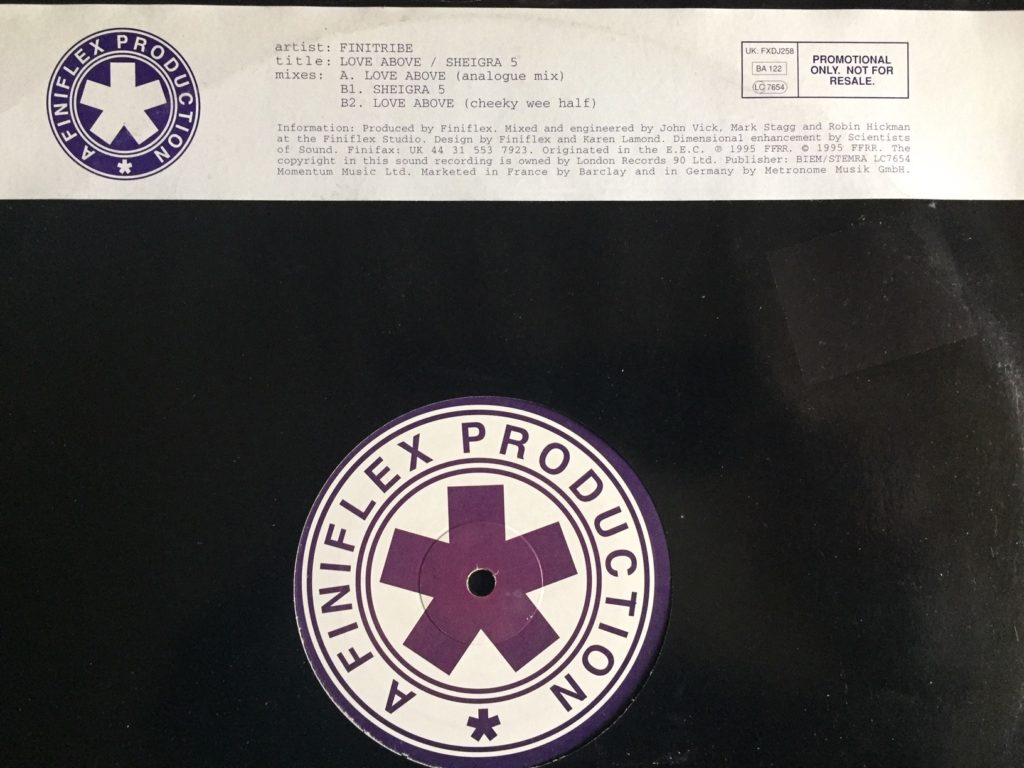 A FINIFLEX PRODUCTION
artist: FINITRIBE
title: LOVE ABOVE / SHEIGRA 5
mixes: A. LOVE ABOVE (analogue mix)
B1. SHEIGRA 5
B2. LOVE ABOVE (cheeky wee half)
UK: FXDJ258
BA 122
LC 7654
PROMOTIONAL
ONLY. NOT FOR
RESALE.
Information: Produced by Finiflex. Mixed and engineered by John Vick, Mark Stagg and Robin Hickman
at the Finiflex Studio. Design by Finiflex and Karen Lamond. Dimensional enhancement by Scientists
of Sound. Finifax: UK 44 31 553 7923. Originated in the E.E.C. ℗ 1995 FFRR. © 1995 FFRR. The
copyright in this sound recording is owned by London Records 90 Ltd. Publisher: BIEM/STEMRA LC7654
Momentum Music Ltd. Marketed in France by Barclay and in Germany by Metronome Musik GmbH.
A FINIFLEX PRODUCTION